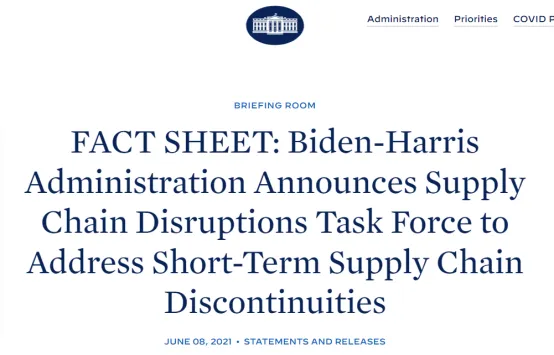 Administration Priorities COVID P
BRIEFING ROOM
FACT SHEET: Biden-Harris
Administration Announces Supply
Chain Disruptions Task Force to
Address Short-Term Supply Chain
Discontinuities
JUNE 08, 2021 • STATEMENTS AND RELEASES